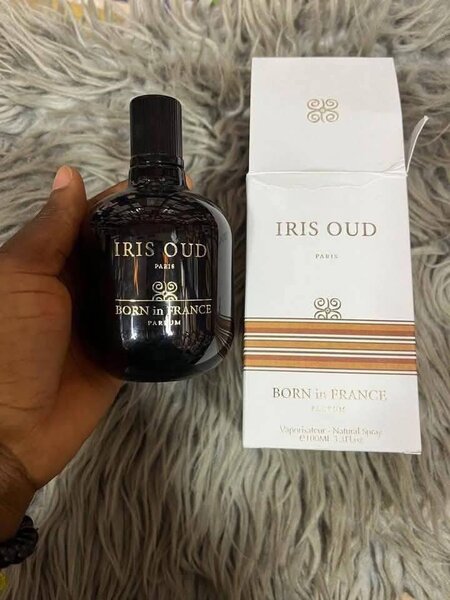 IRIS OUD
PARIS
BORN in FRANCE
PARFUM
IRIS OUD
PARIS
BORN in FRANCE
PARFUM
Vaporisateur - Natural Spray
℮100ML 3.3Fl.oz